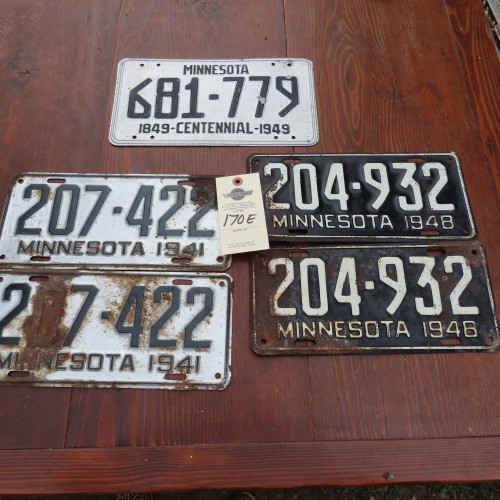 MINNESOTA
681-779
1849-CENTENNIAL-1949
207-422
MINNESOTA 1941
170E
204-932
MINNESOTA 1948
2 7-422
MINNESOTA 1941
204-932
MINNESOTA 1948